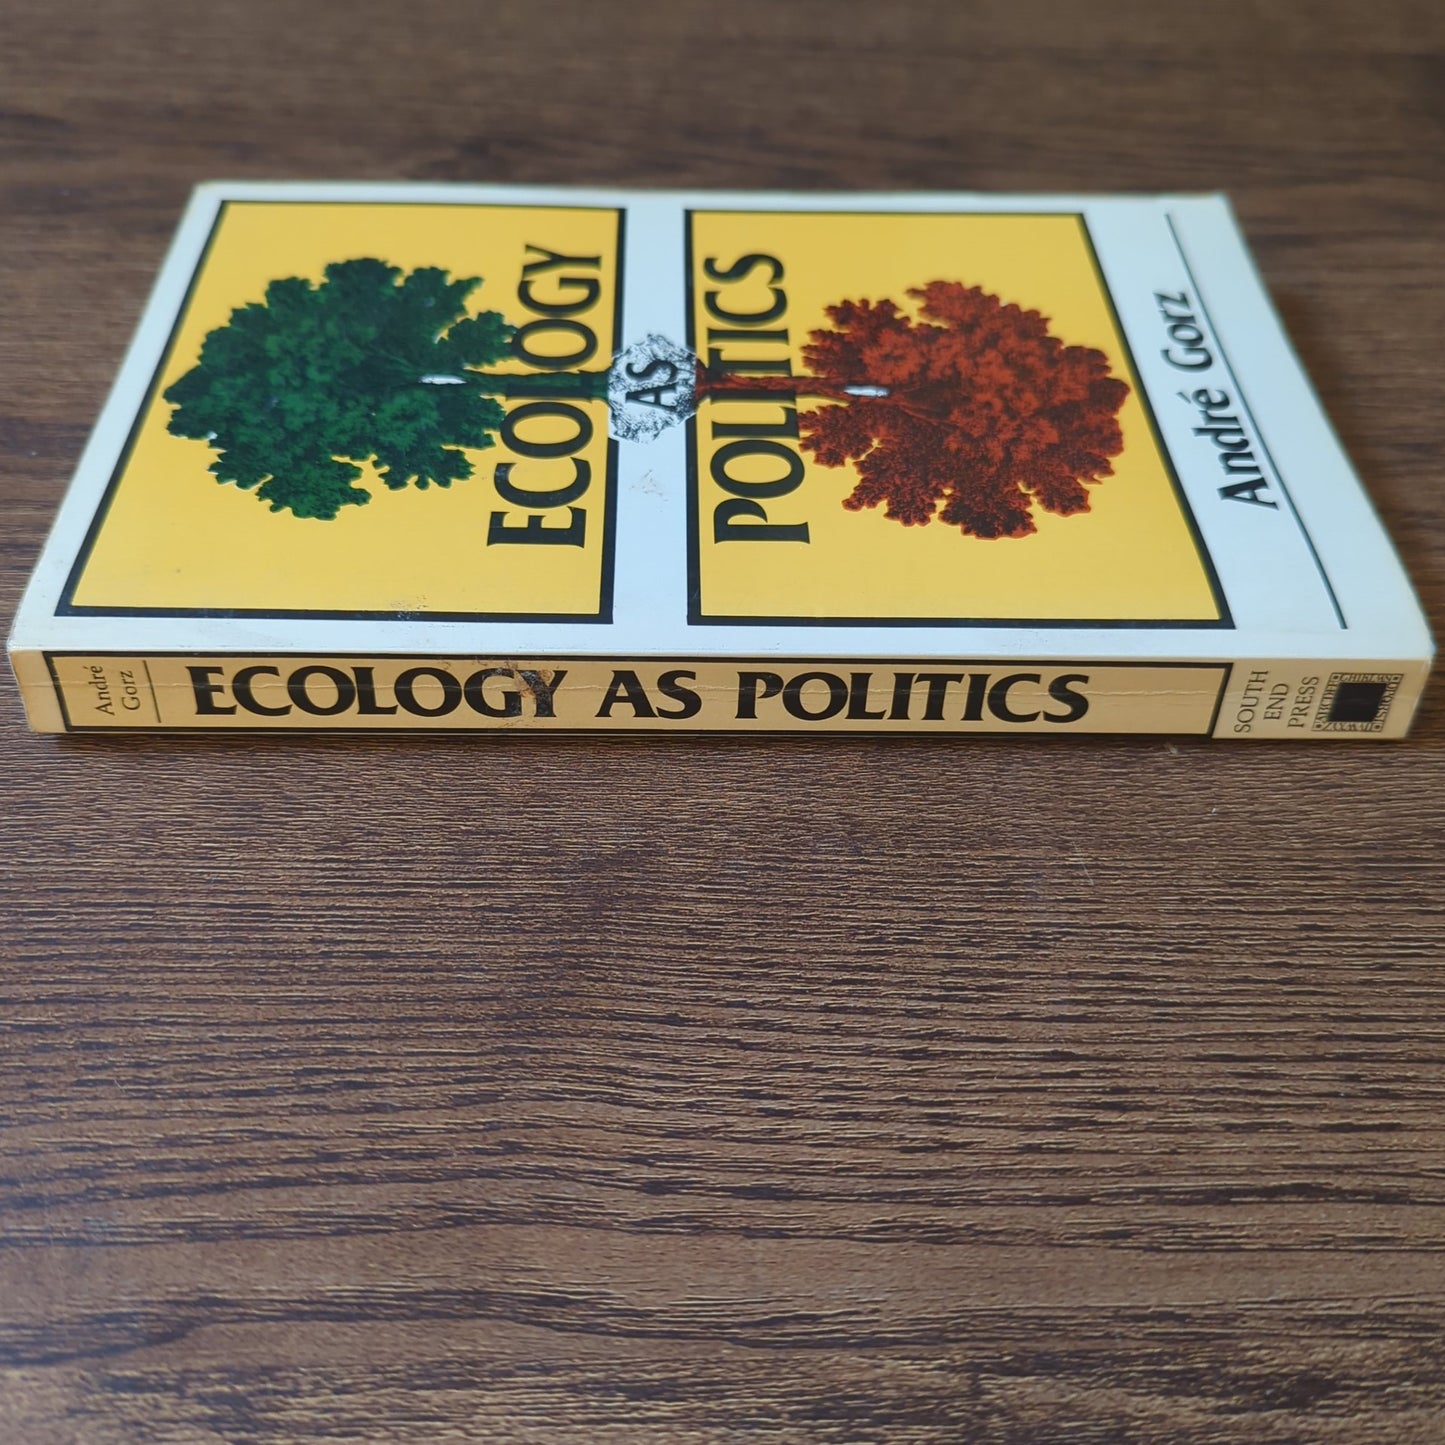 ECOLOGY
AS
POLITICS
André Gorz
André
Gorz
ECOLOGY AS POLITICS
SOUTH
END
PRESS